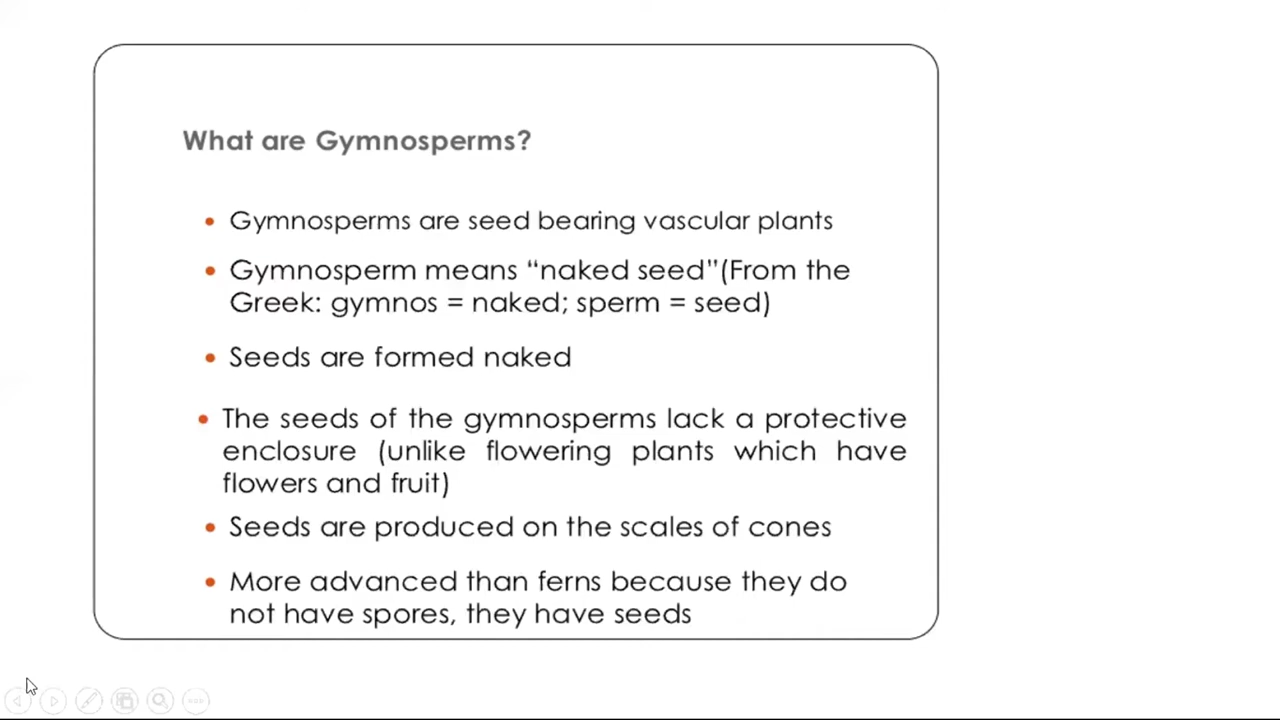 What are Gymnosperms?
• Gymnosperms are seed bearing vascular plants
• Gymnosperm means “naked seed”(From the
Greek: gymnos = naked; sperm = seed)
• Seeds are formed naked
• The seeds of the gymnosperms lack a protective
enclosure (unlike flowering plants which have
flowers and fruit)
• Seeds are produced on the scales of cones
• More advanced than ferns because they do
not have spores, they have seeds